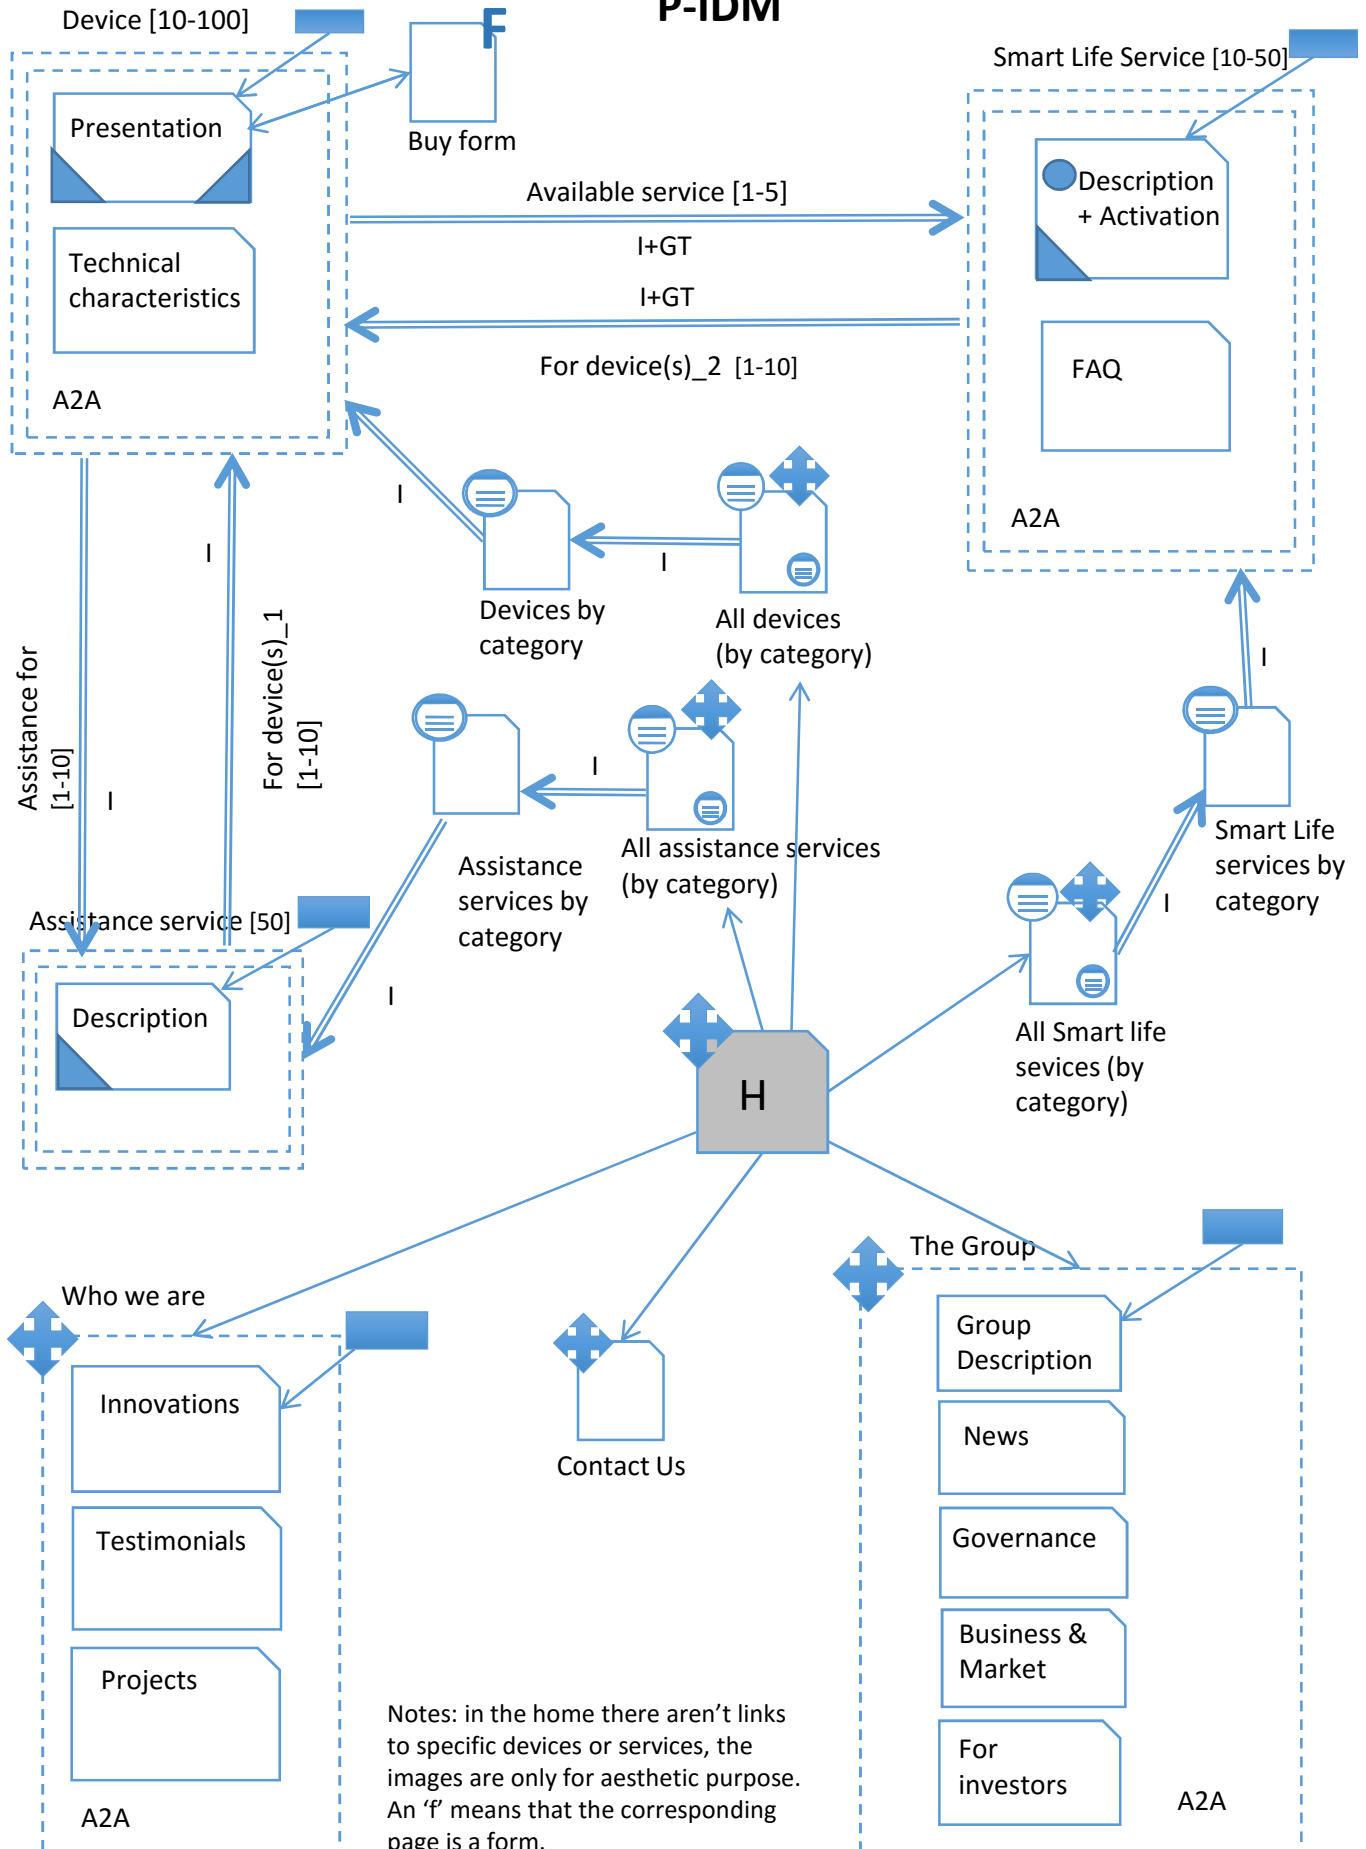 P-IDM
Device [10-100]
F
Smart Life Service [10-50]
Presentation
Buy form
Description
+ Activation
Available service [1-5]
I+GT
Technical
characteristics
I+GT
For device(s)_2 [1-10]
FAQ
A2A
A2A
I
I
I
Devices by
category
All devices
(by category)
I
Assistance for
[1-10]
I
For device(s)_1
[1-10]
I
Smart Life
services by
category
All assistance services
(by category)
Assistance
services by
category
I
Assistance service [50]
I
Description
All Smart life
sevices (by
category)
H
The Group
Who we are
Group
Description
Innovations
News
Contact Us
Testimonials
Governance
Business &
Market
Projects
Notes: in the home there aren’t links
to specific devices or services, the
images are only for aesthetic purpose.
An ‘f’ means that the corresponding
page is a form.
For
investors
A2A
A2A